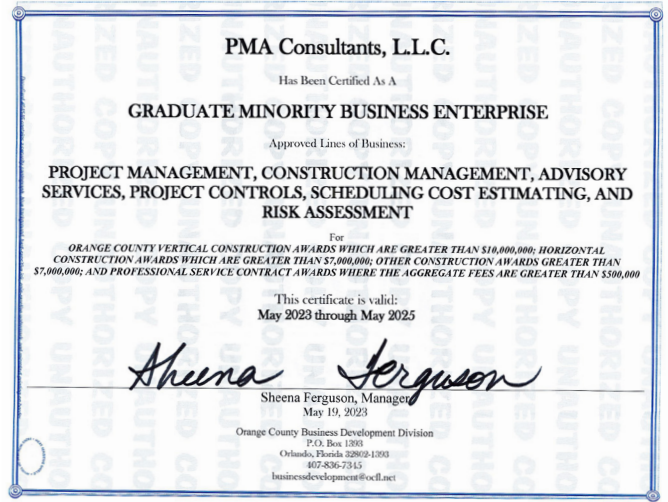 PMA Consultants, L.L.C.
Has Been Certified As A
GRADUATE MINORITY BUSINESS ENTERPRISE
Approved Lines of Business:
PROJECT MANAGEMENT, CONSTRUCTION MANAGEMENT, ADVISORY
SERVICES, PROJECT CONTROLS, SCHEDULING COST ESTIMATING, AND
RISK ASSESSMENT
For
ORANGE COUNTY VERTICAL CONSTRUCTION AWARDS WHICH ARE GREATER THAN $10,000,000; HORIZONTAL
CONSTRUCTION AWARDS WHICH ARE GREATER THAN $7,000,000; OTHER CONSTRUCTION AWARDS GREATER THAN
$7,000,000; AND PROFESSIONAL SERVICE CONTRACT AWARDS WHERE THE AGGREGATE FEES ARE GREATER THAN $500,000
This certificate is valid:
May 2023 through May 2025
Sheena Ferguson
Sheena Ferguson, Manager
May 19, 2023
Orange County Business Development Division
P.O. Box 1393
Orlando, Florida 32802-1393
407-836-7315
businessdevelopment@ocfl.net
UNAUTHORIZED COPY